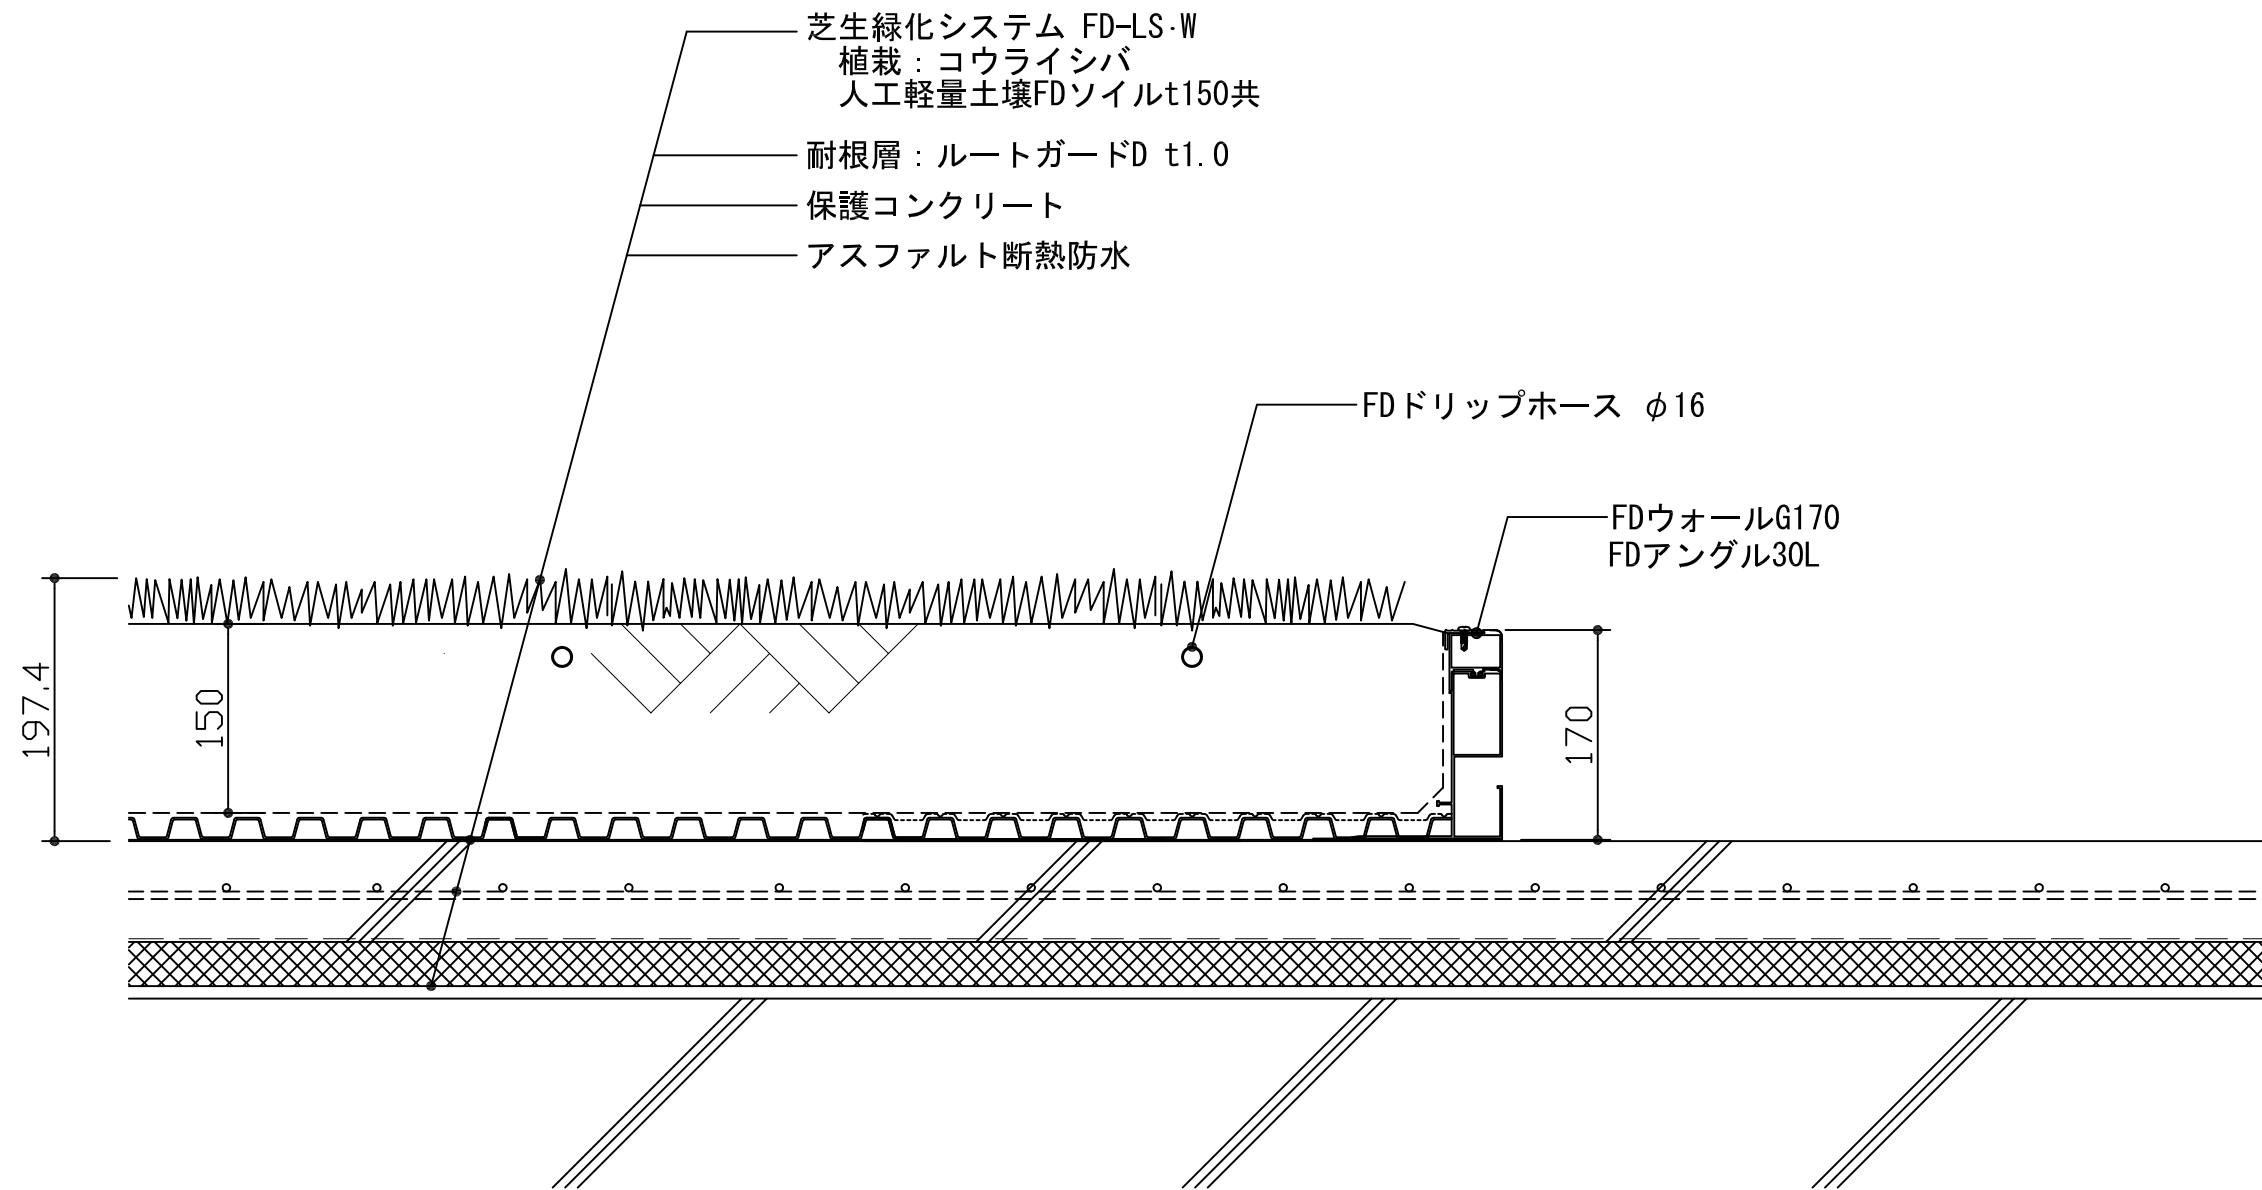 芝生緑化システム FD-LS·W
植栽：コウライシバ
人工軽量土壌FDソイルt150共
耐根層：ルートガードD t1.0
保護コンクリート
アスファルト断熱防水
FDドリップホース φ16
FDウォールG170
FDアングル30L
197.4
150
170